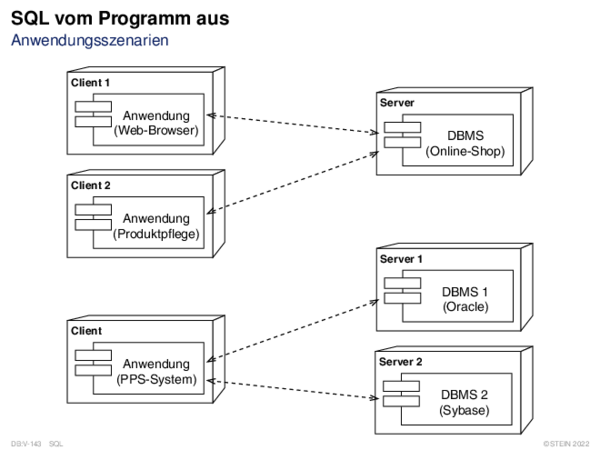 SQL vom Programm aus
Anwendungsszenarien
Client 1
Anwendung
(Web-Browser)
Server
DBMS
(Online-Shop)
Client 2
Anwendung
(Produktpflege)
Server 1
DBMS 1
(Oracle)
Client
Anwendung
(PPS-System)
Server 2
DBMS 2
(Sybase)
DB:V-143 SQL
©STEIN 2022